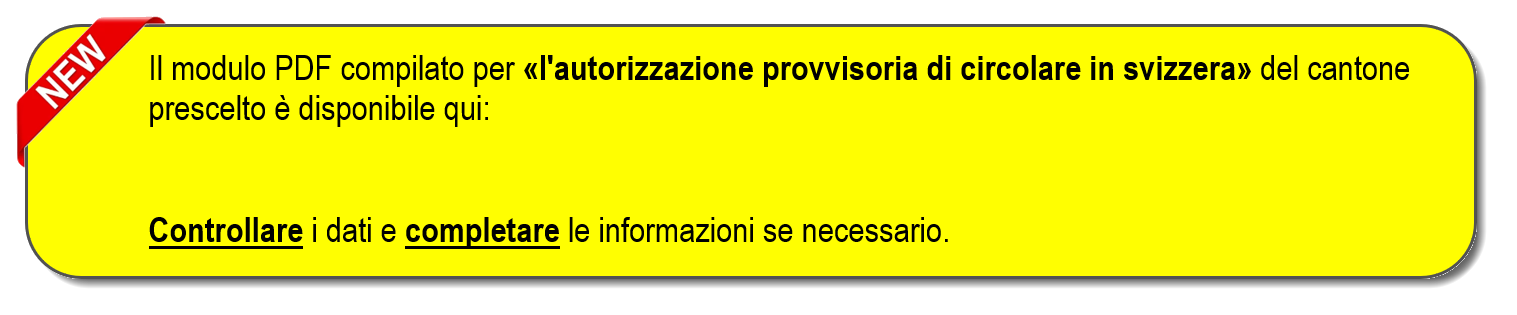 NEW
Il modulo PDF compilato per «l'autorizzazione provvisoria di circolare in svizzera» del cantone
prescelto è disponibile qui:
Controllare i dati e completare le informazioni se necessario.